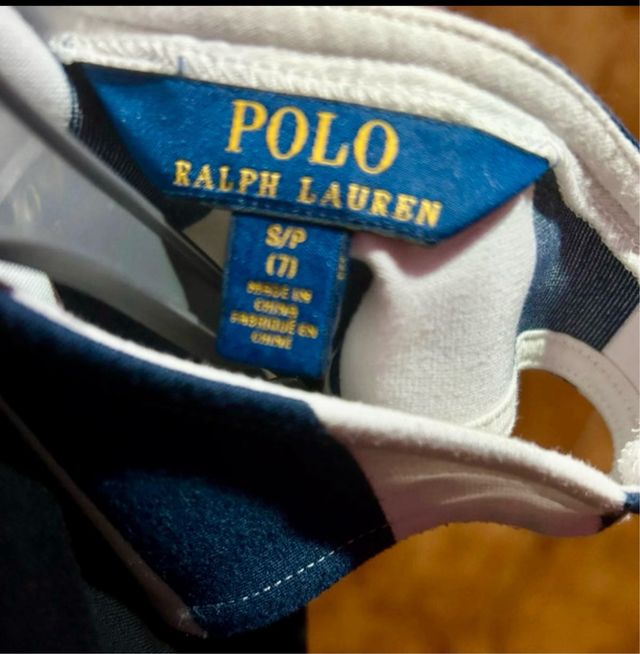 POLO
RALPH LAUREN
S/P
(7)
MADE IN
CHINA
FABRIQUÉ EN
CHINE